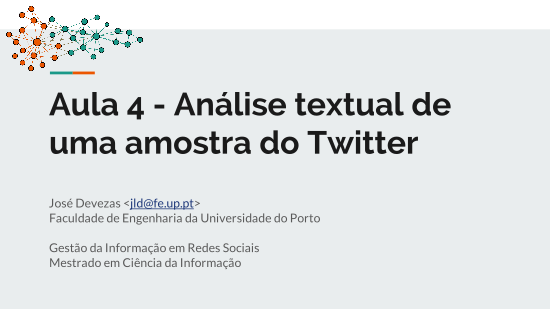 Aula 4 - Análise textual de
uma amostra do Twitter
José Devezas <jld@fe.up.pt>
Faculdade de Engenharia da Universidade do Porto
Gestão da Informação em Redes Sociais
Mestrado em Ciência da Informação